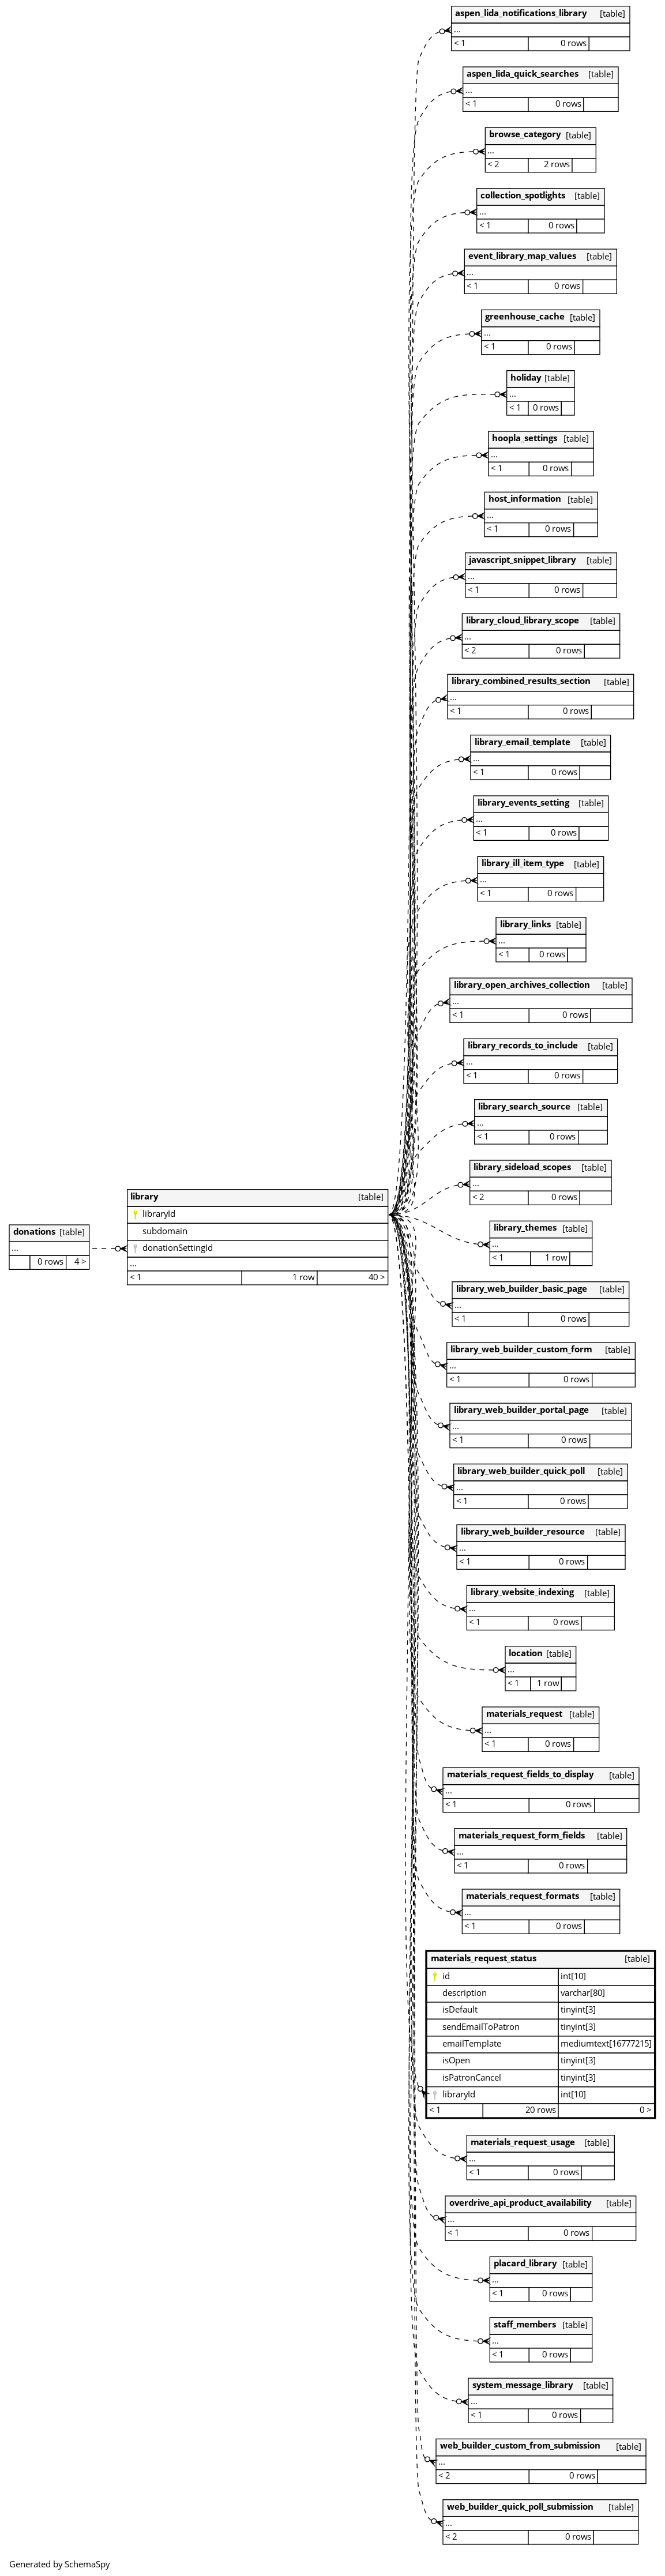 aspen_lida_notifications_library [table]
...
< 1 0 rows
aspen_lida_quick_searches [table]
...
< 1 0 rows
browse_category [table]
...
< 2 2 rows
collection_spotlights [table]
...
< 1 0 rows
event_library_map_values [table]
...
< 1 0 rows
greenhouse_cache [table]
...
< 1 0 rows
holiday [table]
...
< 1 0 rows
hoopla_settings [table]
...
< 1 0 rows
host_information [table]
...
< 1 0 rows
javascript_snippet_library [table]
...
< 1 0 rows
library_cloud_library_scope [table]
...
< 2 0 rows
library_combined_results_section [table]
...
< 1 0 rows
library_email_template [table]
...
< 1 0 rows
library_events_setting [table]
...
< 1 0 rows
library_ill_item_type [table]
...
< 1 0 rows
library_links [table]
...
< 1 0 rows
library_open_archives_collection [table]
...
< 1 0 rows
library_records_to_include [table]
...
< 1 0 rows
library_search_source [table]
...
< 1 0 rows
library_sideload_scopes [table]
...
< 2 0 rows
donations [table]
...
0 rows 4 >
library [table]
libraryId
subdomain
donationSettingId
...
< 1 1 row 40 >
library_themes [table]
...
< 1 1 row
library_web_builder_basic_page [table]
...
< 1 0 rows
library_web_builder_custom_form [table]
...
< 1 0 rows
library_web_builder_portal_page [table]
...
< 1 0 rows
library_web_builder_quick_poll [table]
...
< 1 0 rows
library_web_builder_resource [table]
...
< 1 0 rows
library_website_indexing [table]
...
< 1 0 rows
location [table]
...
< 1 1 row
materials_request [table]
...
< 1 0 rows
materials_request_fields_to_display [table]
...
< 1 0 rows
materials_request_form_fields [table]
...
< 1 0 rows
materials_request_formats [table]
...
< 1 0 rows
materials_request_status [table]
id int[10]
description varchar[80]
isDefault tinyint[3]
sendEmailToPatron tinyint[3]
emailTemplate mediumtext[16777215]
isOpen tinyint[3]
isPatronCancel tinyint[3]
libraryId int[10]
< 1 20 rows 0 >
materials_request_usage [table]
...
< 1 0 rows
overdrive_api_product_availability [table]
...
< 1 0 rows
placard_library [table]
...
< 1 0 rows
staff_members [table]
...
< 1 0 rows
system_message_library [table]
...
< 1 0 rows
web_builder_custom_from_submission [table]
...
< 2 0 rows
web_builder_quick_poll_submission [table]
...
< 2 0 rows
Generated by SchemaSpy